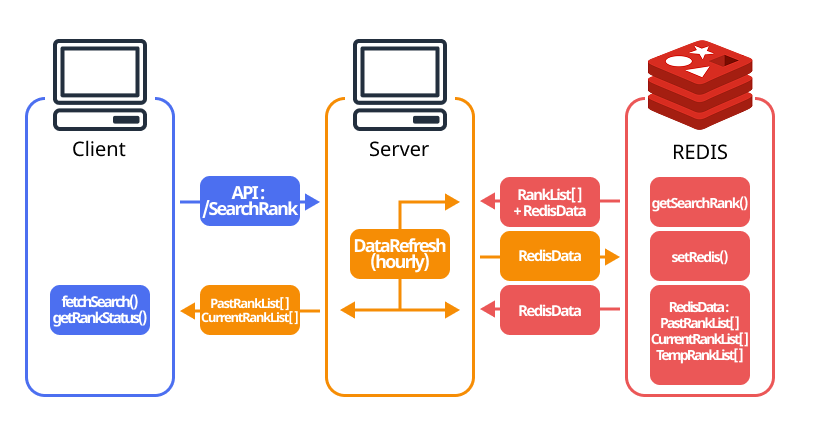 Client
Server
REDIS
API :
/SearchRank
RankList[ ]
+ RedisData
getSearchRank()
DataRefresh
(hourly)
RedisData
setRedis()
fetchSearch()
getRankStatus()
PastRankList[ ]
CurrentRankList[ ]
RedisData
RedisData :
PastRankList[ ]
CurrentRankList[ ]
TempRankList[ ]